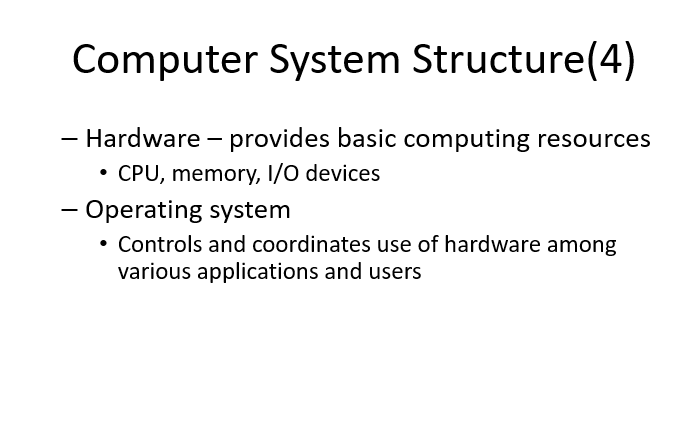 Computer System Structure(4)
– Hardware – provides basic computing resources
• CPU, memory, I/O devices
– Operating system
• Controls and coordinates use of hardware among
various applications and users